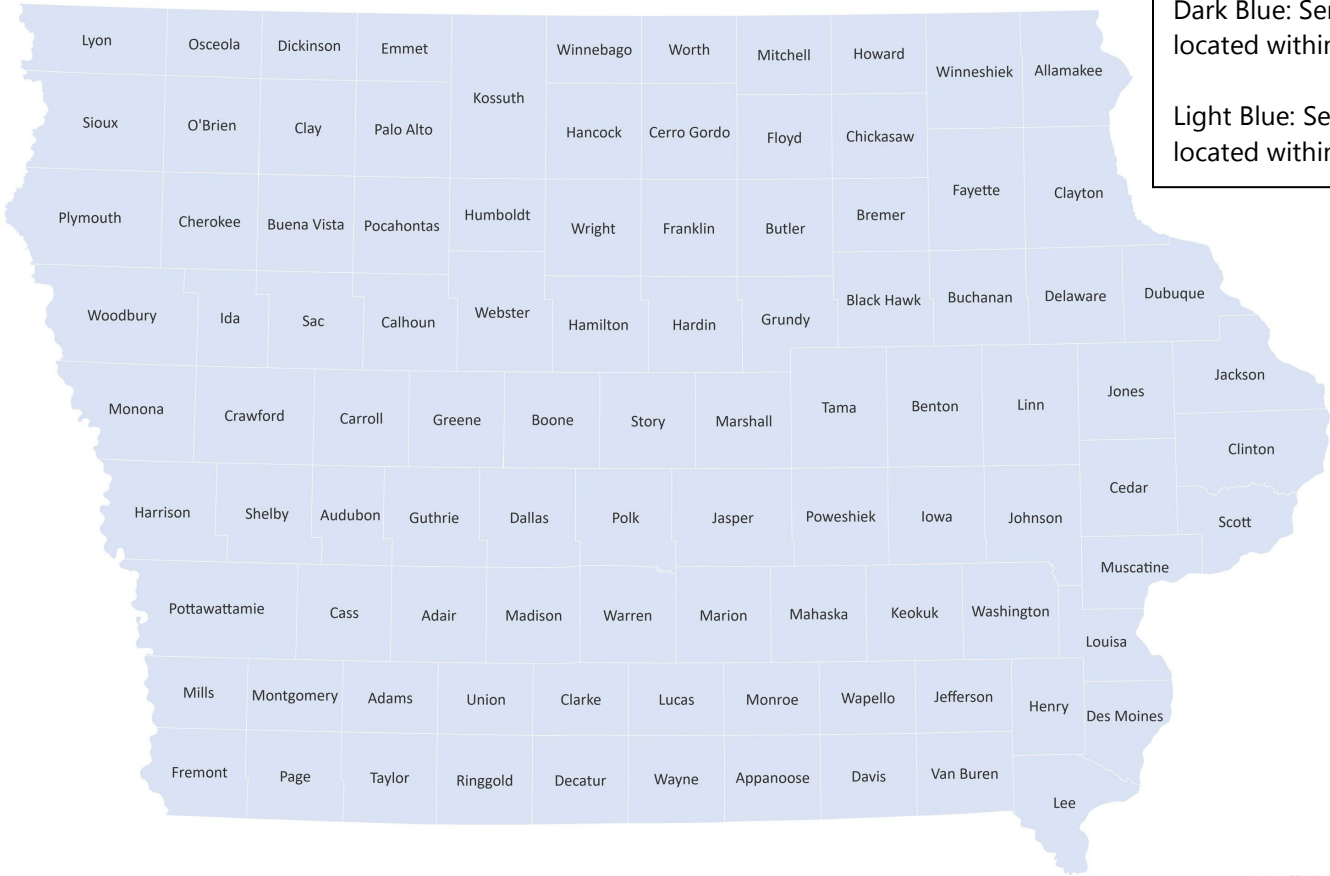 Dark Blue:
located
Light Blue:
located
Lyon Osceola Dickinson Emmet Winnebago Worth Mitchell Howard
Winneshiek Allamakee
Kossuth
Sioux O'Brien Clay Palo Alto Hancock Cerro Gordo Floyd Chickasaw
Fayette Clayton
Plymouth Cherokee Buena Vista Pocahontas Humboldt Wright Franklin Butler Bremer
Woodbury Ida Sac Calhoun Webster Hamilton Hardin Grundy Black Hawk Buchanan Delaware Dubuque
Monona Crawford Carroll Greene Boone Story Marshall Tama Benton Linn Jones Jackson
Clinton
Cedar
Harrison Shelby Audubon Guthrie Dallas Polk Jasper Poweshiek Iowa Johnson Scott
Muscatine
Pottawattamie Cass Adair Madison Warren Marion Mahaska Keokuk Washington
Louisa
Mills Montgomery Adams Union Clarke Lucas Monroe Wapello Jefferson Henry Des Moines
Fremont Page Taylor Ringgold Decatur Wayne Appanoose Davis Van Buren
Lee